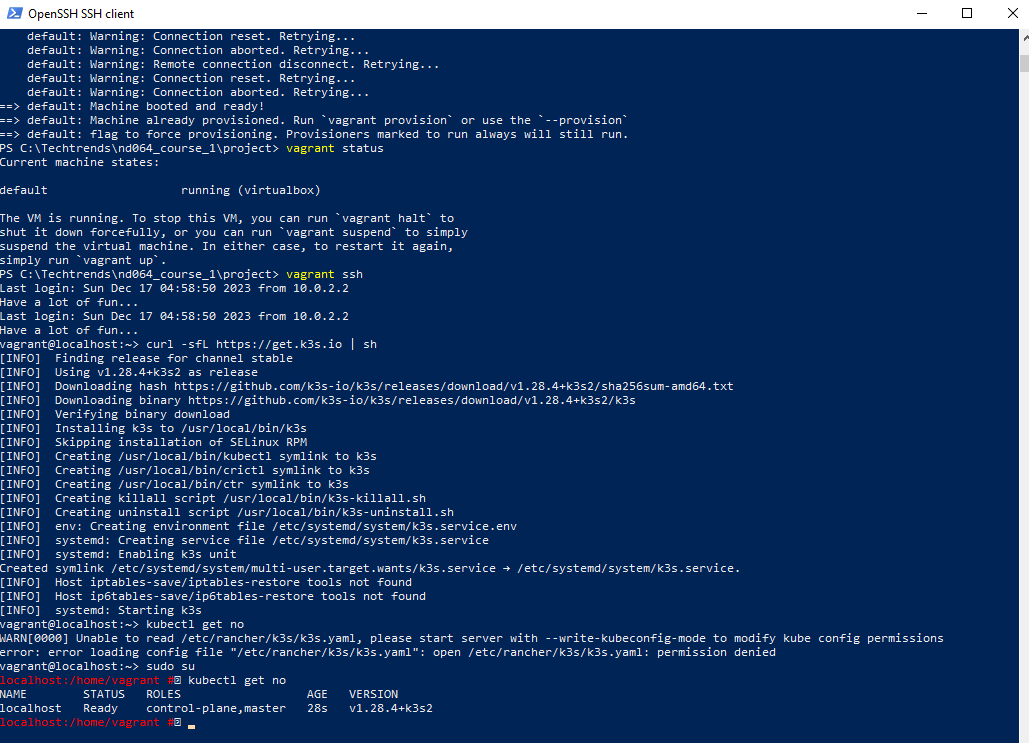 OpenSSH SSH client
default: Warning: Connection reset. Retrying...
default: Warning: Connection aborted. Retrying...
default: Warning: Remote connection disconnect. Retrying...
default: Warning: Connection reset. Retrying...
default: Warning: Connection aborted. Retrying...
==> default: Machine booted and ready!
==> default: Machine already provisioned. Run `vagrant provision` or use the `--provision`
==> default: flag to force provisioning. Provisioners marked to run always will still run.
PS C:\Techtrends\nd064_course_1\project> vagrant status
Current machine states:
default                   running (virtualbox)
The VM is running. To stop this VM, you can run `vagrant halt` to
shut it down forcefully, or you can run `vagrant suspend` to simply
suspend the virtual machine. In either case, to restart it again,
simply run `vagrant up`.
PS C:\Techtrends\nd064_course_1\project> vagrant ssh
Last login: Sun Dec 17 04:58:50 2023 from 10.0.2.2
Have a lot of fun...
Last login: Sun Dec 17 04:58:50 2023 from 10.0.2.2
Have a lot of fun...
vagrant@localhost:~> curl -sfL https://get.k3s.io | sh
[INFO]  Finding release for channel stable
[INFO]  Using v1.28.4+k3s2 as release
[INFO]  Downloading hash https://github.com/k3s-io/k3s/releases/download/v1.28.4+k3s2/sha256sum-amd64.txt
[INFO]  Downloading binary https://github.com/k3s-io/k3s/releases/download/v1.28.4+k3s2/k3s
[INFO]  Verifying binary download
[INFO]  Installing k3s to /usr/local/bin/k3s
[INFO]  Skipping installation of SELinux RPM
[INFO]  Creating /usr/local/bin/kubectl symlink to k3s
[INFO]  Creating /usr/local/bin/crictl symlink to k3s
[INFO]  Creating /usr/local/bin/ctr symlink to k3s
[INFO]  Creating killall script /usr/local/bin/k3s-killall.sh
[INFO]  Creating uninstall script /usr/local/bin/k3s-uninstall.sh
[INFO]  env: Creating environment file /etc/systemd/system/k3s.service.env
[INFO]  systemd: Creating service file /etc/systemd/system/k3s.service
[INFO]  systemd: Enabling k3s unit
Created symlink /etc/systemd/system/multi-user.target.wants/k3s.service → /etc/systemd/system/k3s.service.
[INFO]  Host iptables-save/iptables-restore tools not found
[INFO]  Host ip6tables-save/ip6tables-restore tools not found
[INFO]  systemd: Starting k3s
vagrant@localhost:~> kubectl get no
WARN[0000] Unable to read /etc/rancher/k3s/k3s.yaml, please start server with --write-kubeconfig-mode to modify kube config permissions
error: error loading config file "/etc/rancher/k3s/k3s.yaml": open /etc/rancher/k3s/k3s.yaml: permission denied
vagrant@localhost:~> sudo su
localhost:/home/vagrant # kubectl get no
NAME        STATUS   ROLES                  AGE   VERSION
localhost   Ready    control-plane,master   28s   v1.28.4+k3s2
localhost:/home/vagrant #